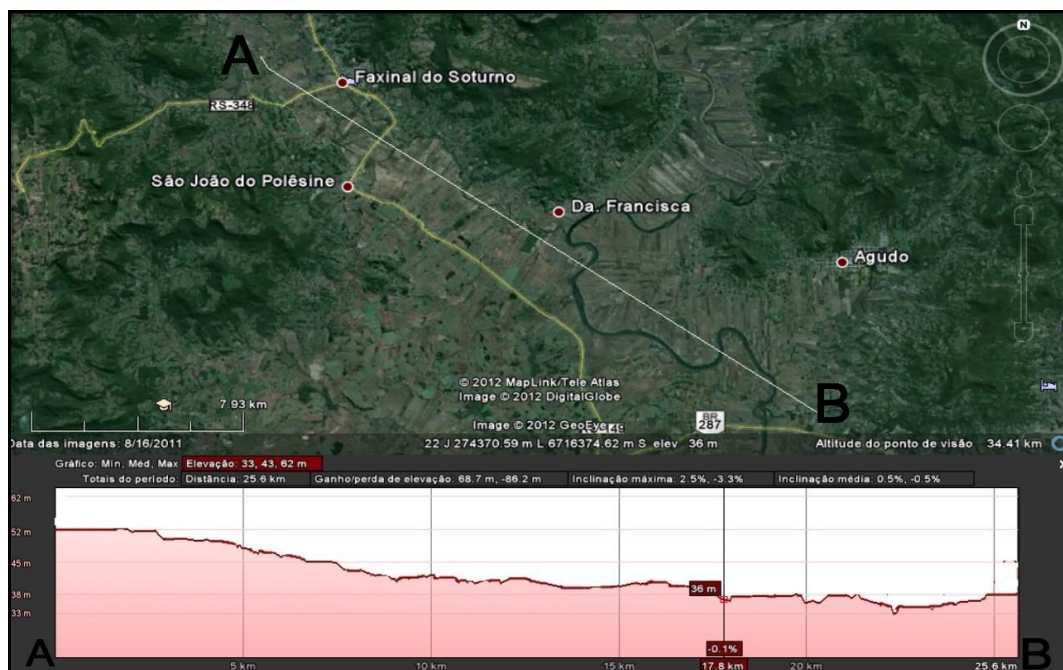 N
A
Faxinal do Soturno
RS-348
São João do Polêsine
Da. Francisca
Agudo
© 2012 MapLink/Tele Atlas
Image © 2012 DigitalGlobe
7.93 km
B
Image © 2012 GeoEye
BR
287
Data das imagens: 8/16/2011
22 J 274370.59 m L 6716374.62 m S elev 36 m
Altitude do ponto de visão 34.41 km
Gráfico: Mín, Méd, Max Elevação: 33, 43, 62 m
Totais do período: Distância: 25.6 km Ganho/perda de elevação: 68.7 m, -86.2 m Inclinação máxima: 2.5%, -3.3% Inclinação média: 0.5%, -0.5%
62 m
52 m
45 m
36 m
38 m
33 m
-0.1%
A
B
5 km 10 km 15 km 17.8 km 20 km 25.6 km